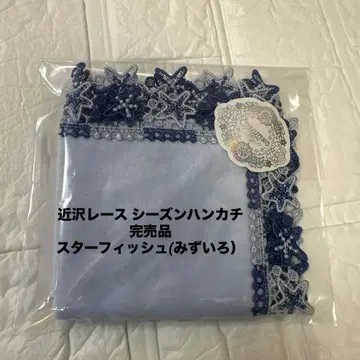 近沢レース シーズンハンカチ
完売品
スターフィッシュ(みずいろ)